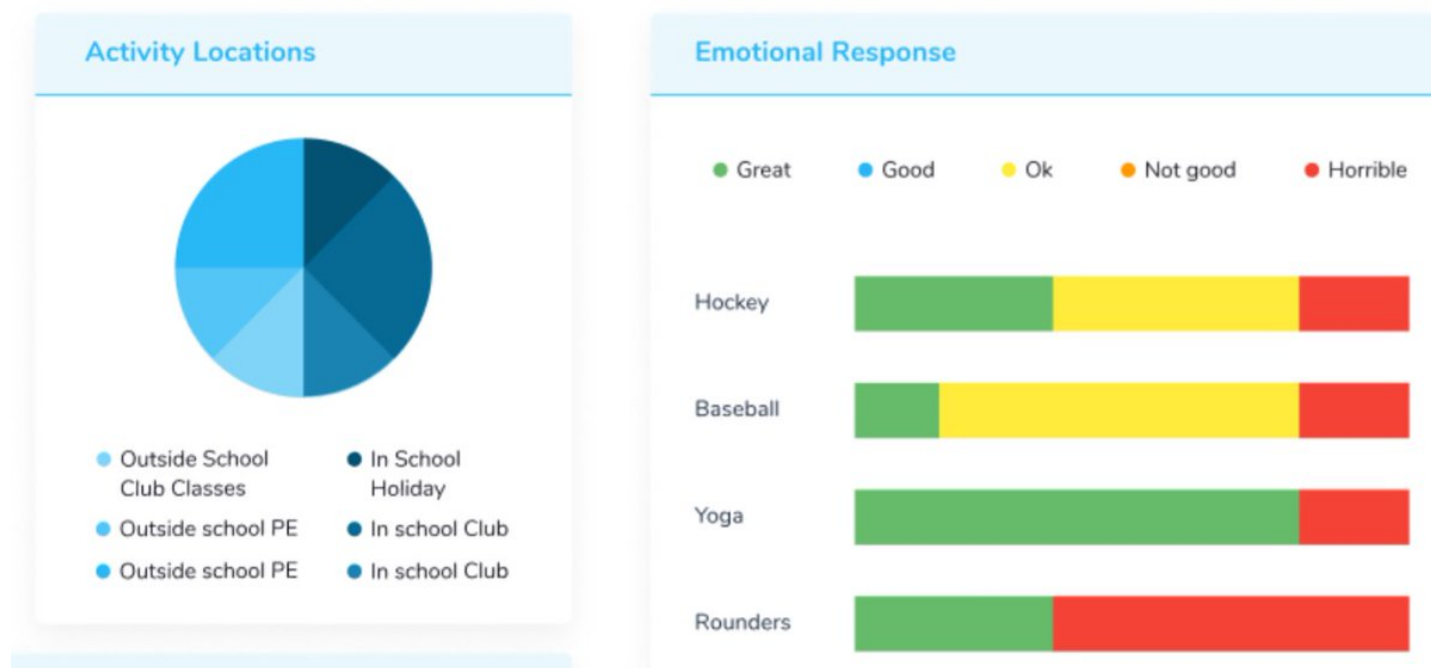 Activity Locations
Outside School
Club Classes
In School
Holiday
Outside school PE
In school Club
Outside school PE
In school Club
Emotional Response
Great
Good
Ok
Not good
Horrible
Hockey
Baseball
Yoga
Rounders